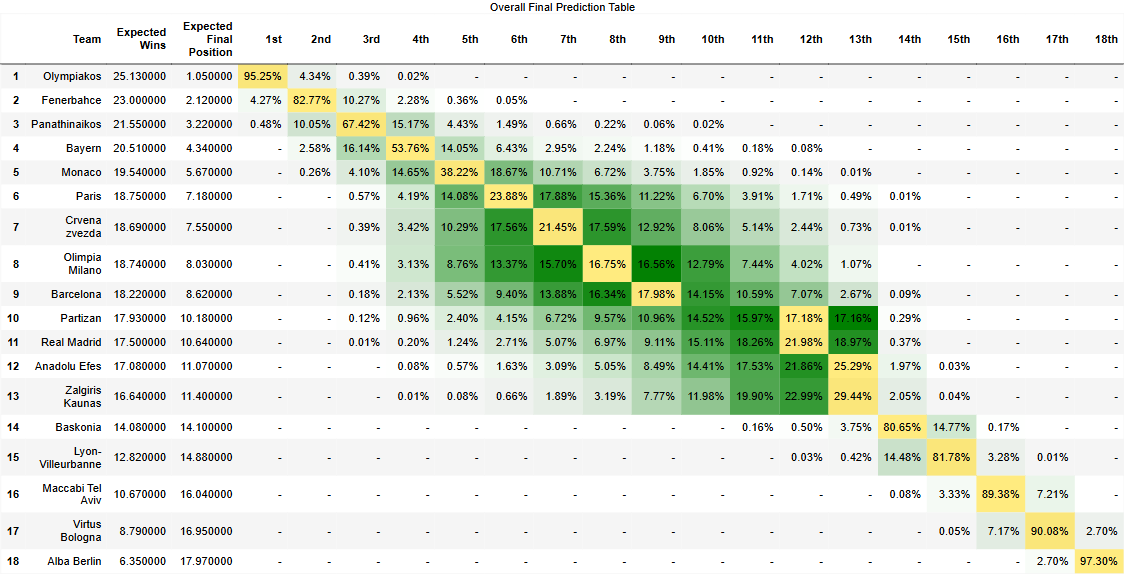 Overall Final Prediction Table
Team Expected Wins Expected Final Position 1st 2nd 3rd 4th 5th 6th 7th 8th 9th 10th 11th 12th 13th 14th 15th 16th 17th 18th
1 Olympiakos 25.130000 1.050000 95.25% 4.34% 0.39% 0.02% - - - - - - - - - - - - - -
2 Fenerbahce 23.000000 2.120000 4.27% 82.77% 10.27% 2.28% 0.36% 0.05% - - - - - - - - - - - -
3 Panathinaikos 21.550000 3.220000 0.48% 10.05% 67.42% 15.17% 4.43% 1.49% 0.66% 0.22% 0.06% 0.02% - - - - - - - -
4 Bayern 20.510000 4.340000 - 2.58% 16.14% 53.76% 14.05% 6.43% 2.95% 2.24% 1.18% 0.41% 0.18% 0.08% - - - - - -
5 Monaco 19.540000 5.670000 - 0.26% 4.10% 14.65% 38.22% 18.67% 10.71% 6.72% 3.75% 1.85% 0.92% 0.14% 0.01% - - - - -
6 Paris 18.750000 7.180000 - - 0.57% 4.19% 14.08% 23.88% 17.88% 15.36% 11.22% 6.70% 3.91% 1.71% 0.49% 0.01% - - - -
7 Crvena zvezda 18.690000 7.550000 - - 0.39% 3.42% 10.29% 17.56% 21.45% 17.59% 12.92% 8.06% 5.14% 2.44% 0.73% 0.01% - - - -
8 Olimpia Milano 18.740000 8.030000 - - 0.41% 3.13% 8.76% 13.37% 15.70% 16.75% 16.56% 12.79% 7.44% 4.02% 1.07% - - - - -
9 Barcelona 18.220000 8.620000 - - 0.18% 2.13% 5.52% 9.40% 13.88% 16.34% 17.98% 14.15% 10.59% 7.07% 2.67% 0.09% - - - -
10 Partizan 17.930000 10.180000 - - 0.12% 0.96% 2.40% 4.15% 6.72% 9.57% 10.96% 14.52% 15.97% 17.18% 17.16% 0.29% - - - -
11 Real Madrid 17.500000 10.640000 - - 0.01% 0.20% 1.24% 2.71% 5.07% 6.97% 9.11% 15.11% 18.26% 21.98% 18.97% 0.37% - - - -
12 Anadolu Efes 17.080000 11.070000 - - - 0.08% 0.57% 1.63% 3.09% 5.05% 8.49% 14.41% 17.53% 21.86% 25.29% 1.97% 0.03% - - -
13 Zalgiris Kaunas 16.640000 11.400000 - - - 0.01% 0.08% 0.66% 1.89% 3.19% 7.77% 11.98% 19.90% 22.99% 29.44% 2.05% 0.04% - - -
14 Baskonia 14.080000 14.100000 - - - - - - - - - - 0.16% 0.50% 3.75% 80.65% 14.77% 0.17% - -
15 Lyon-Villeurbanne 12.820000 14.880000 - - - - - - - - - - - 0.03% 0.42% 14.48% 81.78% 3.28% 0.01% -
16 Maccabi Tel Aviv 10.670000 16.040000 - - - - - - - - - - - - - 0.08% 3.33% 89.38% 7.21% -
17 Virtus Bologna 8.790000 16.950000 - - - - - - - - - - - - - - 0.05% 7.17% 90.08% 2.70%
18 Alba Berlin 6.350000 17.970000 - - - - - - - - - - - - - - - - 2.70% 97.30%